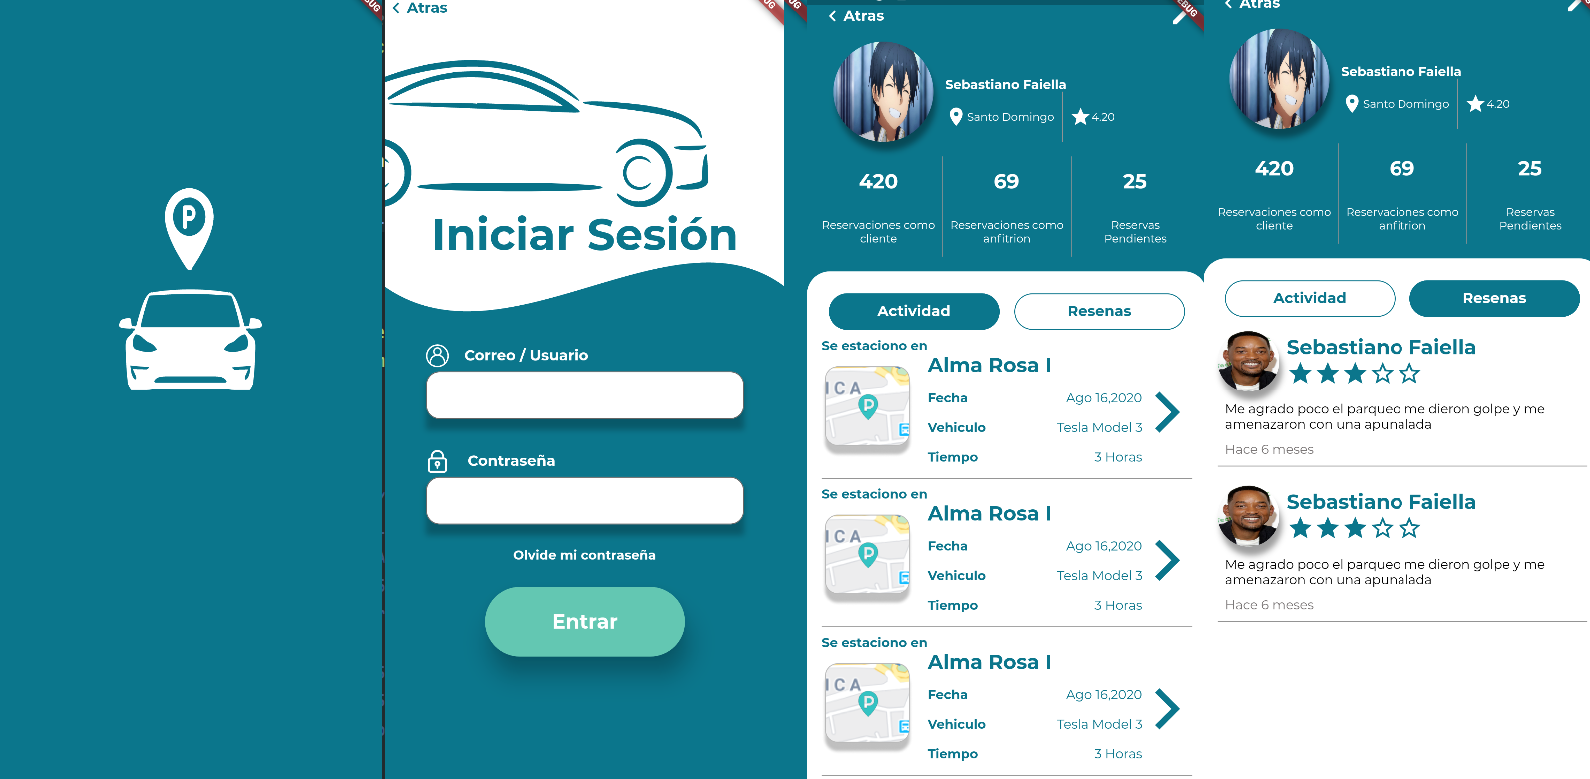 P
Atras
Iniciar Sesión
Correo / Usuario
Contraseña
Olvide mi contraseña
Entrar
Atras
Sebastiano Faiella
Santo Domingo
4.20
420
69
25
Reservaciones como
cliente
Reservaciones como
anfitrion
Reservas
Pendientes
Actividad
Resenas
Se estaciono en
Alma Rosa I
ICA
P
Fecha
Ago 16,2020
Vehiculo
Tesla Model 3
Tiempo
3 Horas
Se estaciono en
Alma Rosa I
ICA
P
Fecha
Ago 16,2020
Vehiculo
Tesla Model 3
Tiempo
3 Horas
Se estaciono en
Alma Rosa I
ICA
P
Fecha
Ago 16,2020
Vehiculo
Tesla Model 3
Tiempo
3 Horas
Atras
Sebastiano Faiella
Santo Domingo
4.20
420
69
25
Reservaciones como
cliente
Reservaciones como
anfitrion
Reservas
Pendientes
Actividad
Resenas
Sebastiano Faiella
Me agrado poco el parqueo me dieron golpe y me
amenazaron con una apunalada
Hace 6 meses
Sebastiano Faiella
Me agrado poco el parqueo me dieron golpe y me
amenazaron con una apunalada
Hace 6 meses